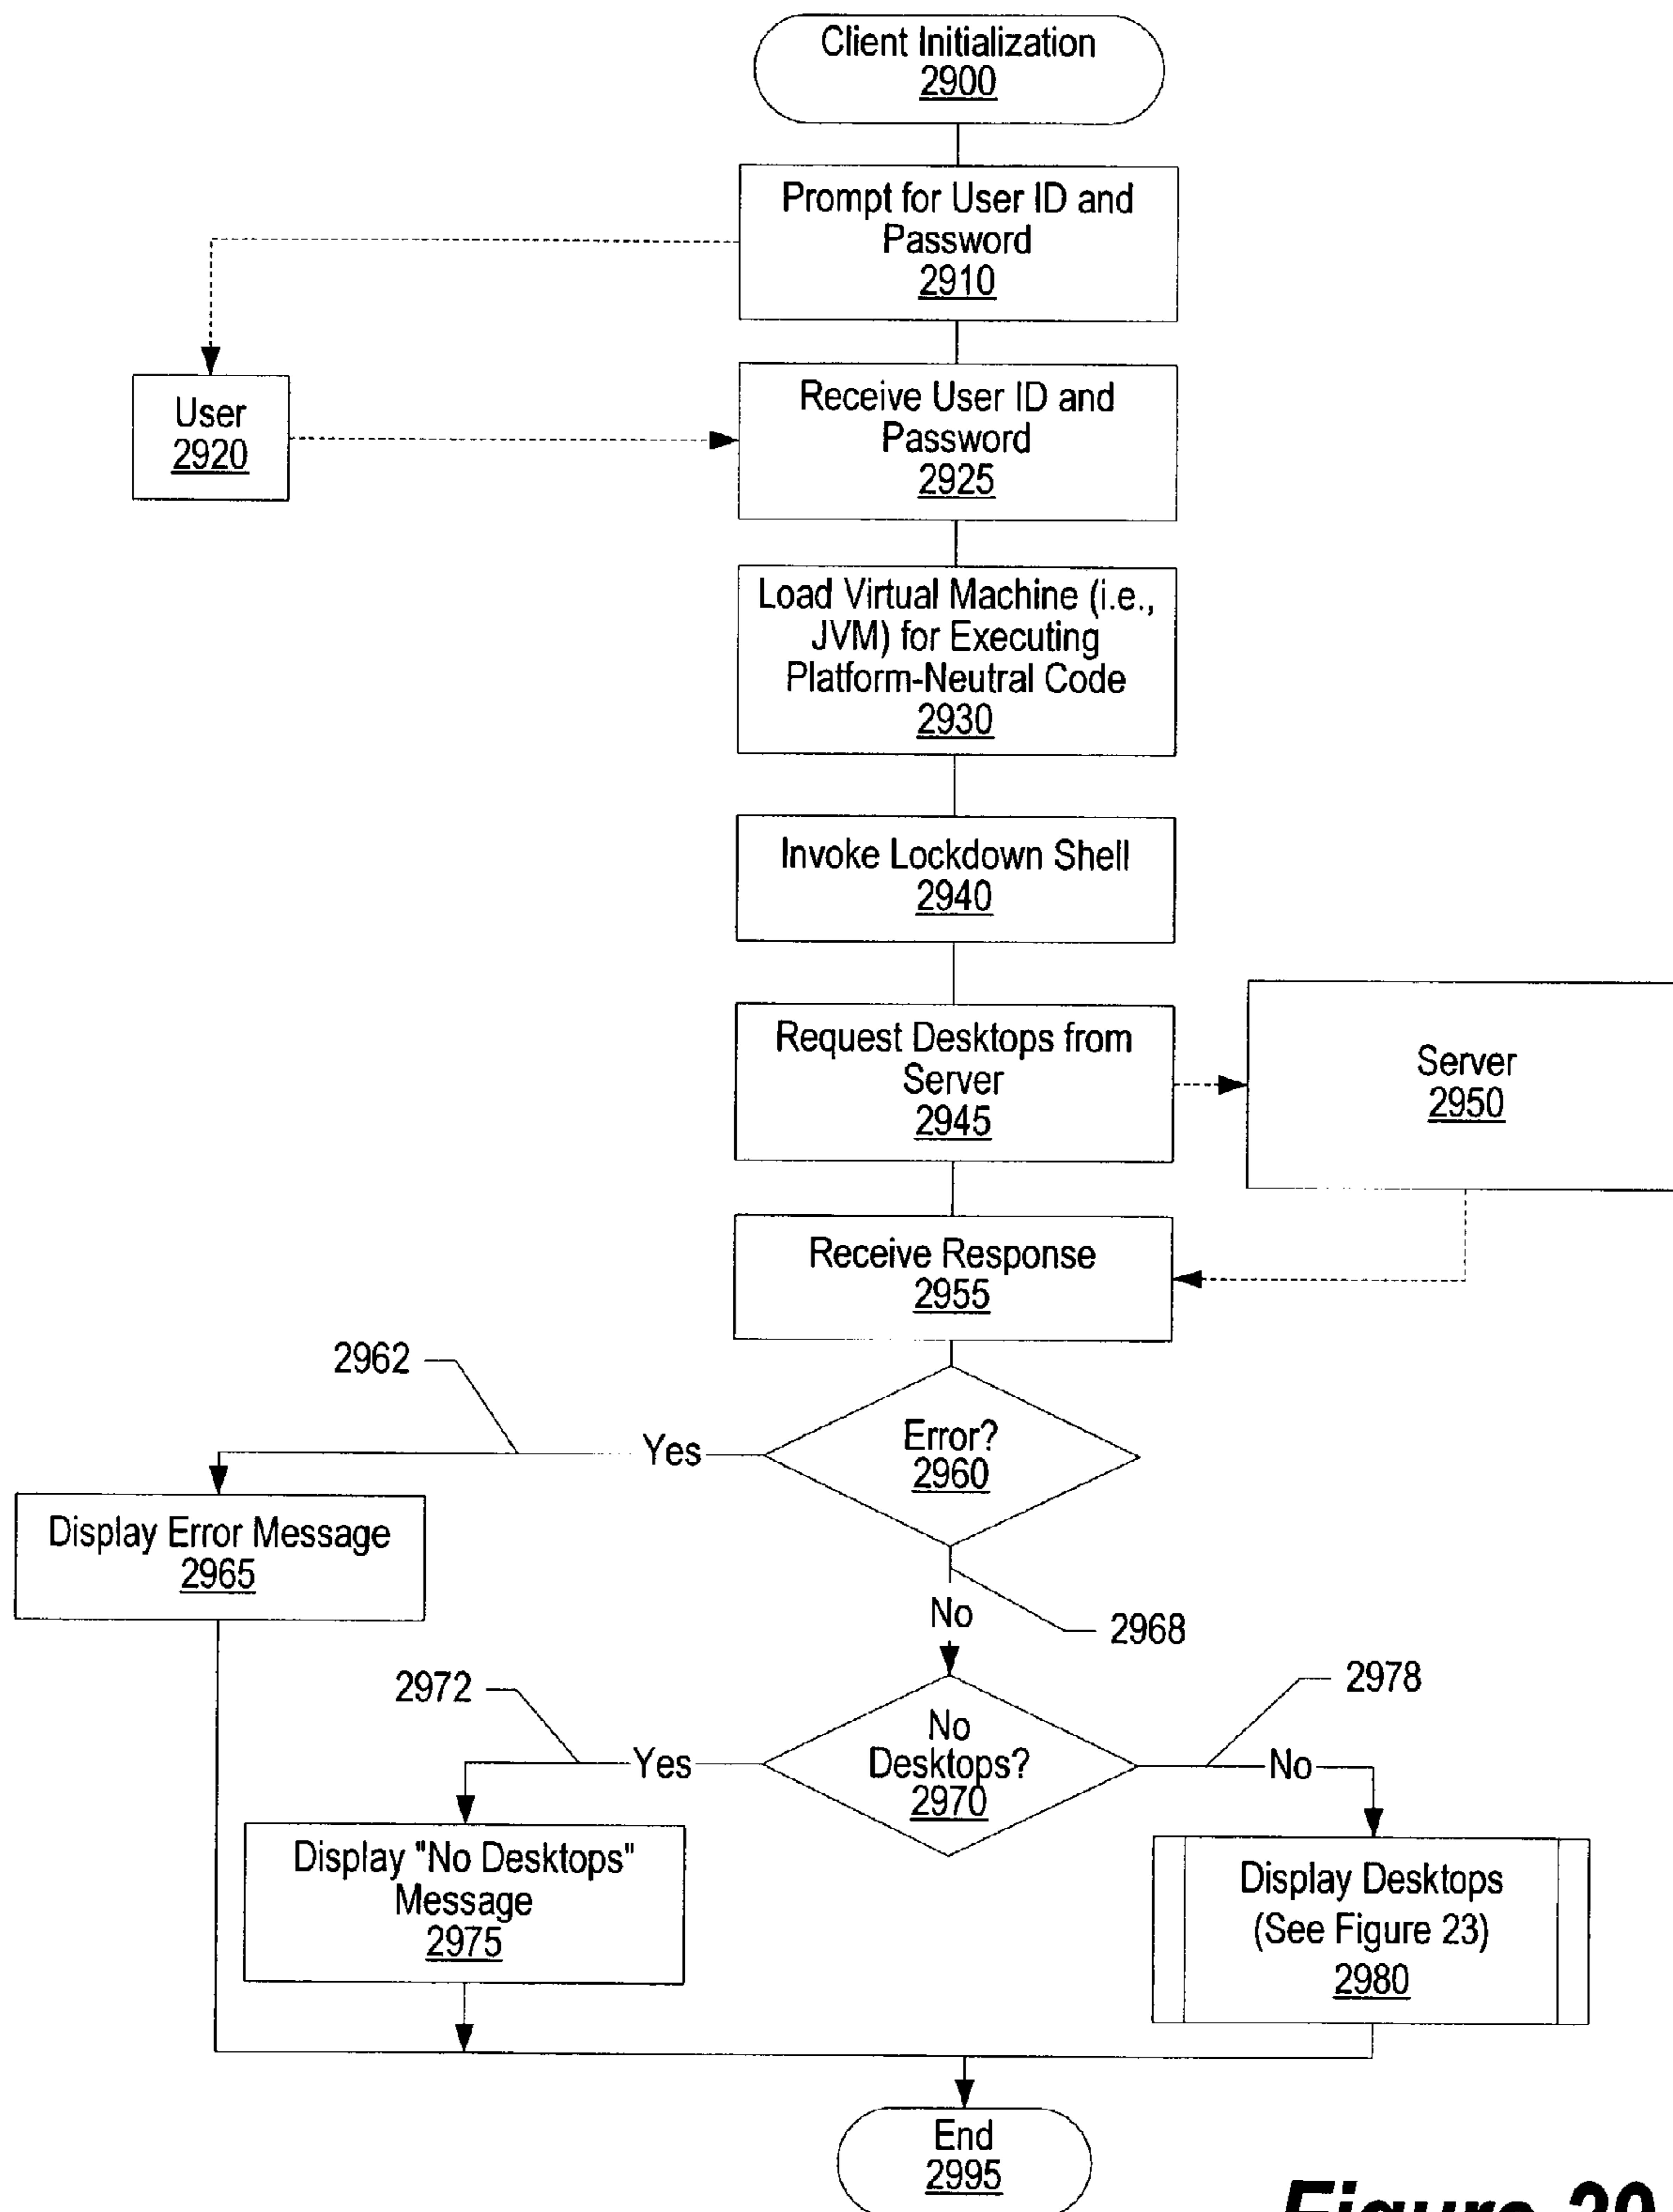 Client Initialization
2900
Prompt for User ID and
Password
2910
User
2920
Receive User ID and
Password
2925
Load Virtual Machine (i.e.,
JVM) for Executing
Platform-Neutral Code
2930
Invoke Lockdown Shell
2940
Request Desktops from
Server
2945
Server
2950
Receive Response
2955
2962
Yes
Error?
2960
Display Error Message
2965
No
2968
2972
2978
Yes
No
Desktops?
2970
No
Display "No Desktops"
Message
2975
Display Desktops
(See Figure 23)
2980
End
2995
Figure 29